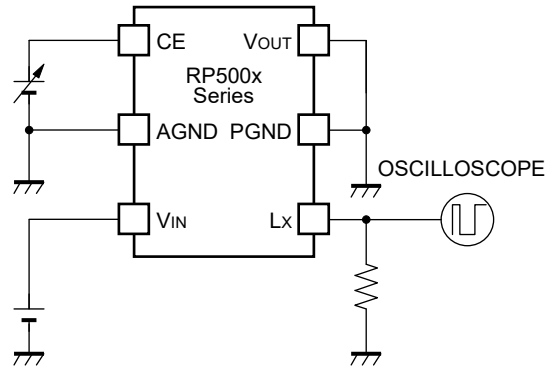 CE
VOUT
RP500x
Series
AGND
PGND
OSCILLOSCOPE
VIN
LX